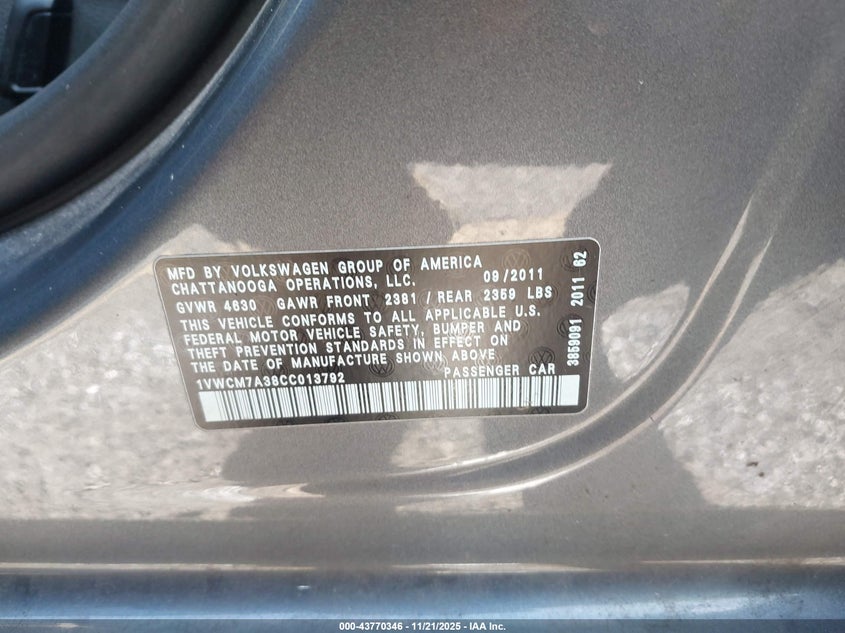 MFD BY VOLKSWAGEN GROUP OF AMERICA
CHATTANOOGA OPERATIONS, LLC. 09/2011
GVWR 4630 GAWR FRONT 2381 / REAR 2359 LBS
THIS VEHICLE CONFORMS TO ALL APPLICABLE U.S.
FEDERAL MOTOR VEHICLE SAFETY, BUMPER AND
THEFT PREVENTION STANDARDS IN EFFECT ON
THE DATE OF MANUFACTURE SHOWN ABOVE.
1VWCM7A38CC013792 PASSENGER CAR
3859091 2011 62
000-43770346 - 11/21/2025 - IAA Inc.